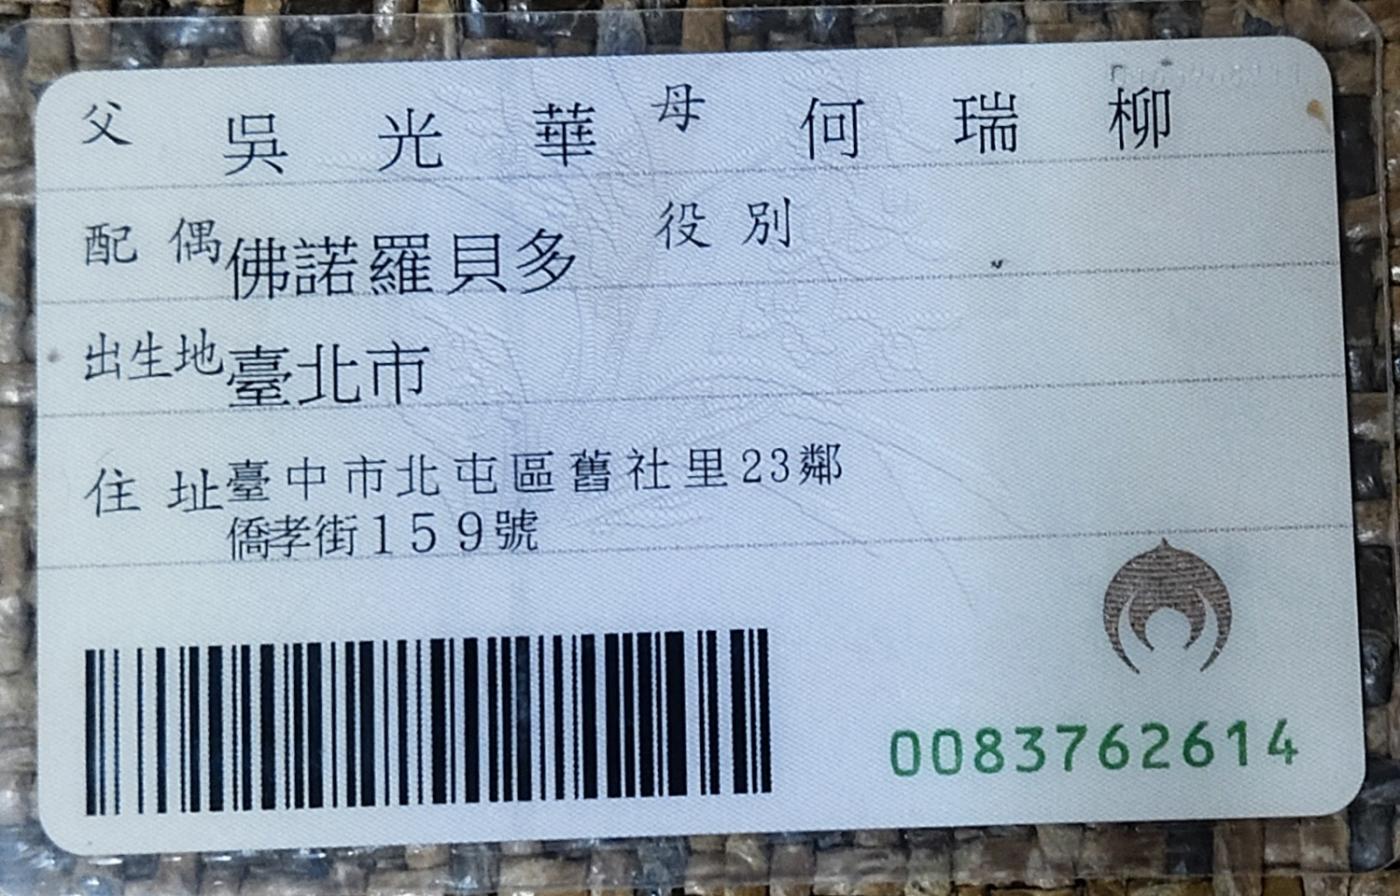 父 吳光華 母 何瑞柳
配偶 佛諾羅貝多 役別
出生地 臺北市
住址 臺中市北屯區舊社里23鄰
僑孝街159號
0083762614